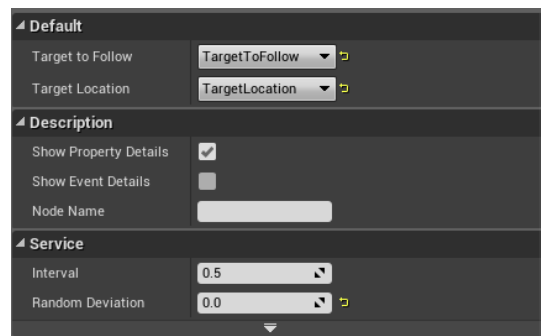 Default
Target to Follow TargetToFollow
Target Location TargetLocation
Description
Show Property Details
Show Event Details
Node Name
Service
Interval 0.5
Random Deviation 0.0